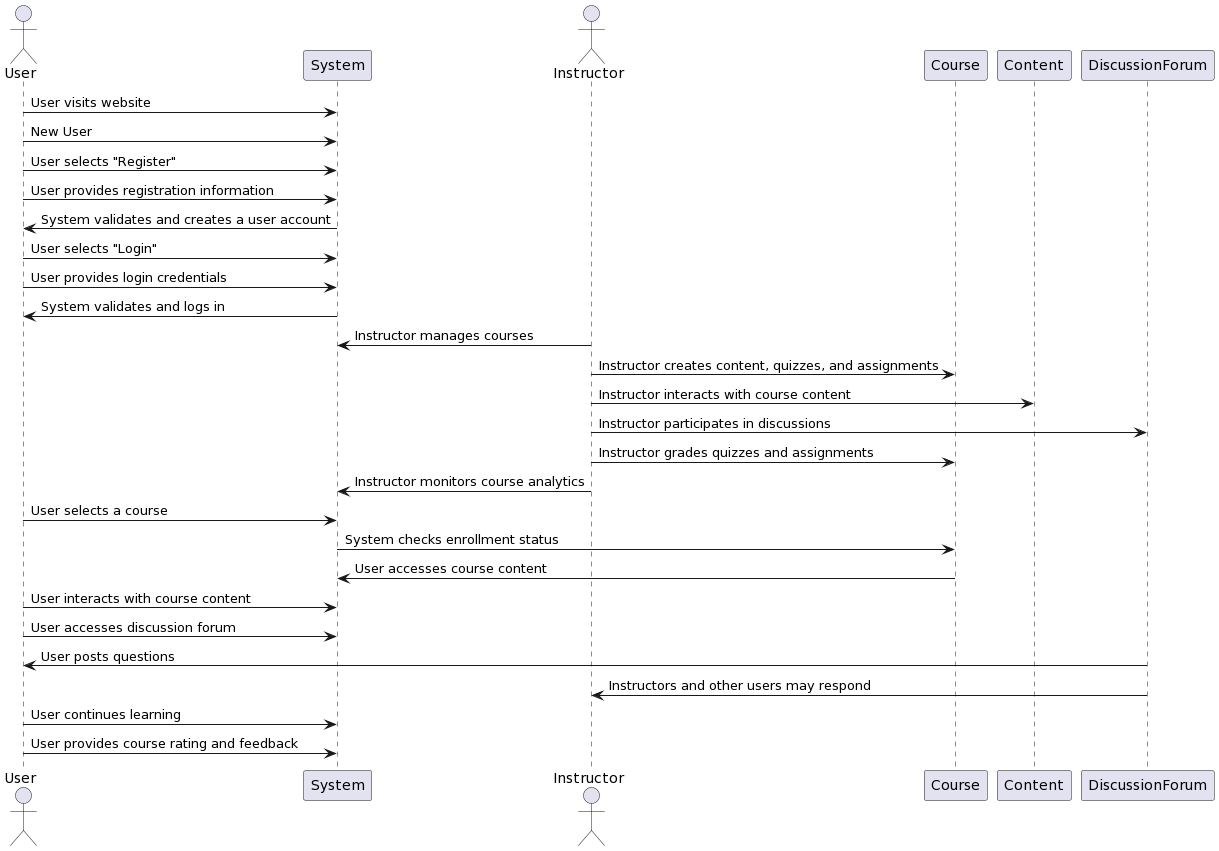 User
System
Instructor
Course
Content
DiscussionForum
User visits website
New User
User selects "Register"
User provides registration information
System validates and creates a user account
User selects "Login"
User provides login credentials
System validates and logs in
Instructor manages courses
Instructor creates content, quizzes, and assignments
Instructor interacts with course content
Instructor participates in discussions
Instructor grades quizzes and assignments
Instructor monitors course analytics
User selects a course
System checks enrollment status
User accesses course content
User interacts with course content
User accesses discussion forum
User posts questions
Instructors and other users may respond
User continues learning
User provides course rating and feedback
User
System
Instructor
Course
Content
DiscussionForum